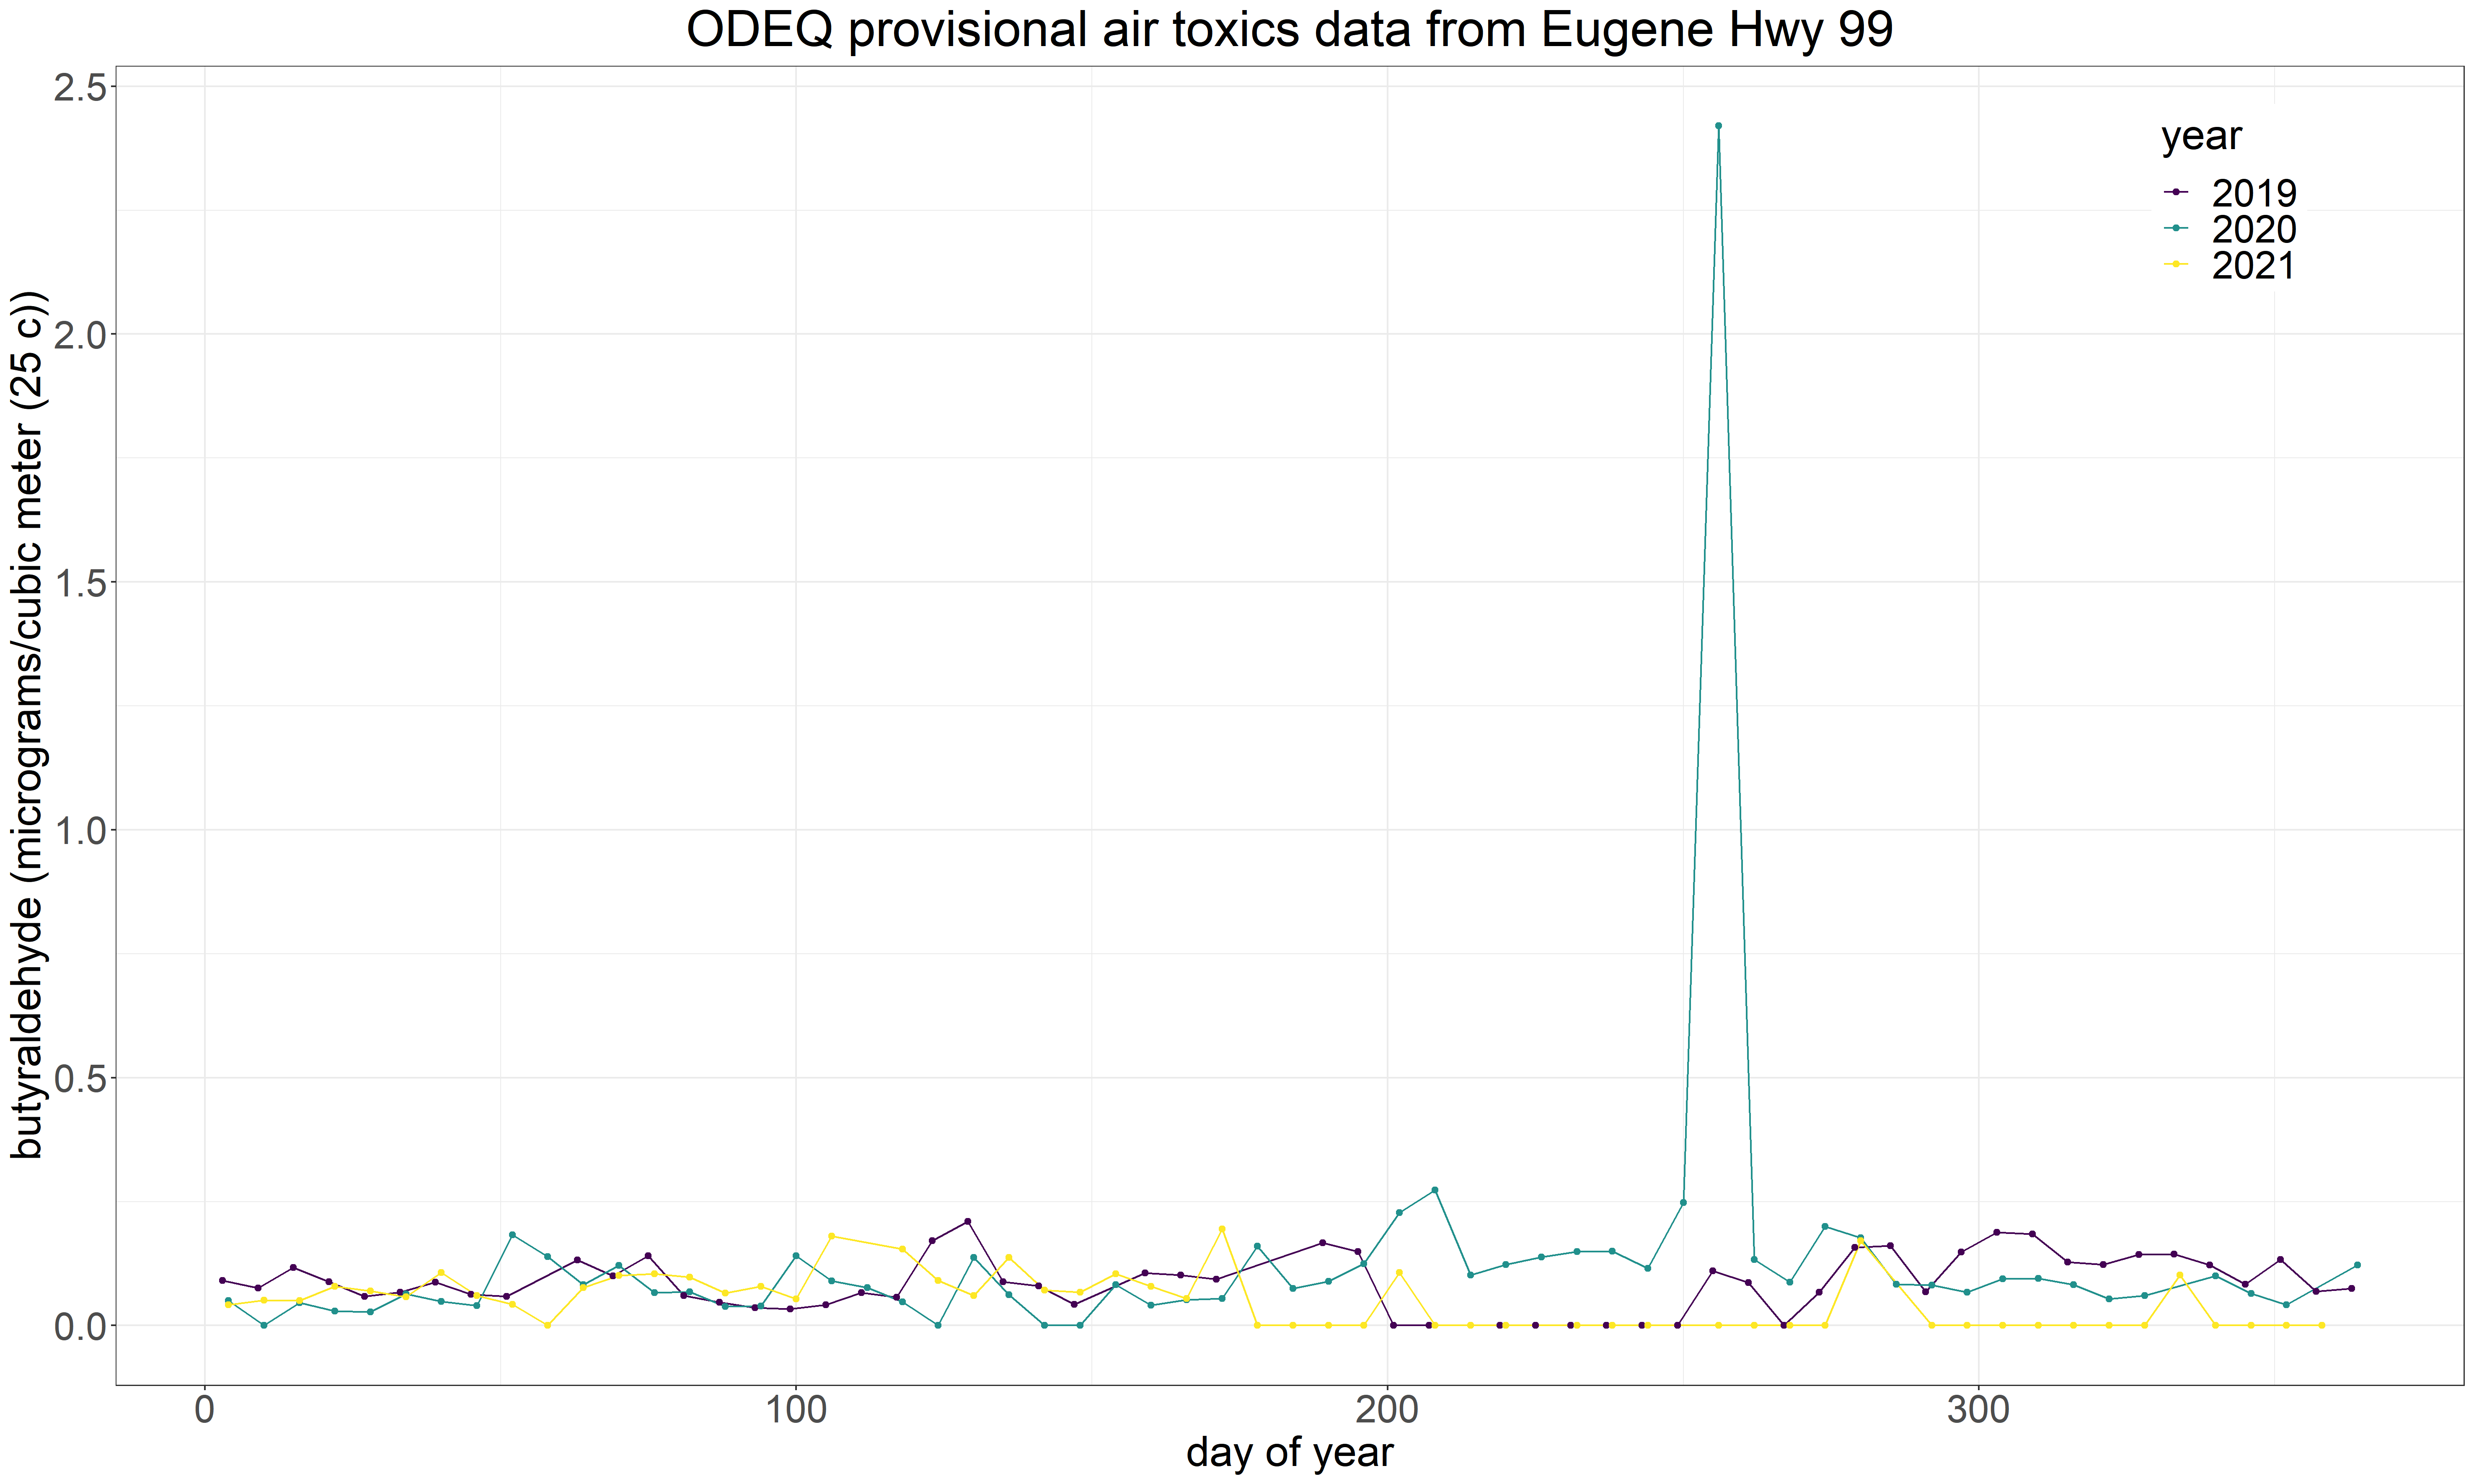 ODEQ provisional air toxics data from Eugene Hwy 99
butyraldehyde (micrograms/cubic meter (25 c))
2.5
2.0
1.5
1.0
0.5
0.0
year
2019
2020
2021
0 100 200 300
day of year